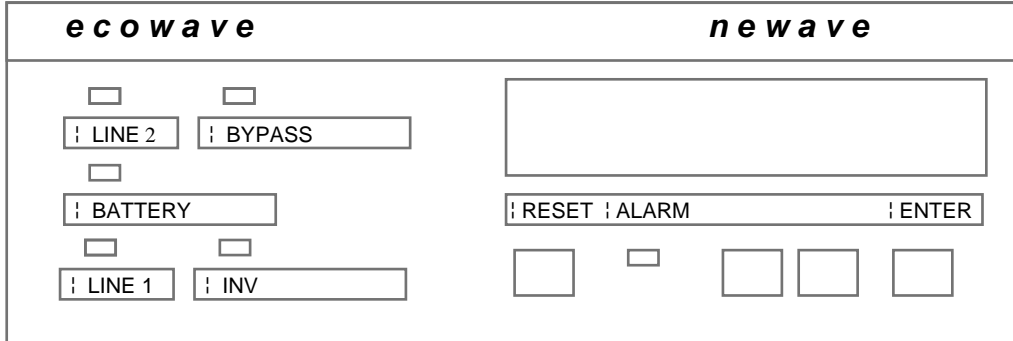 ecowave newave
¦ LINE 2 ¦ BYPASS
¦ BATTERY
¦ RESET ¦ ALARM ¦ ENTER
¦ LINE 1 ¦ INV